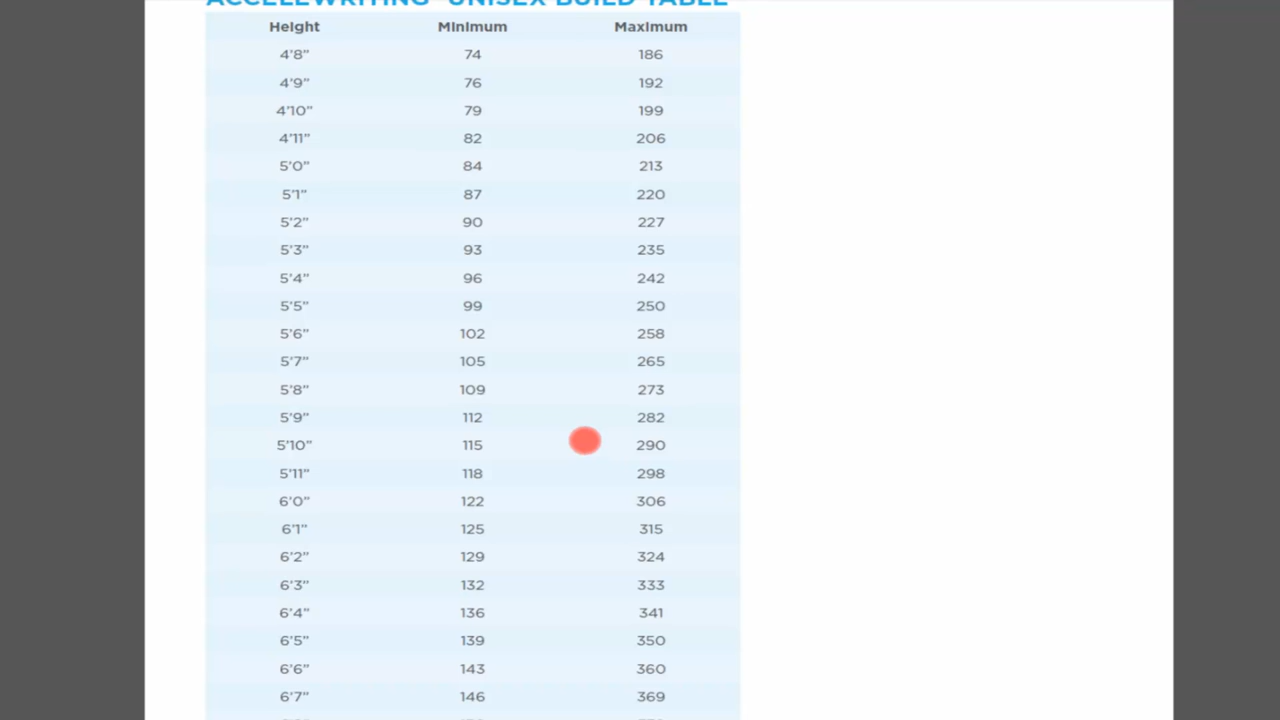 ACCELEWRITING UNISEX BUILD TABLE
Height Minimum Maximum
4'8" 74 186
4'9" 76 192
4'10" 79 199
4'11" 82 206
5'0" 84 213
5'1" 87 220
5'2" 90 227
5'3" 93 235
5'4" 96 242
5'5" 99 250
5'6" 102 258
5'7" 105 265
5'8" 109 273
5'9" 112 282
5'10" 115 290
5'11" 118 298
6'0" 122 306
6'1" 125 315
6'2" 129 324
6'3" 132 333
6'4" 136 341
6'5" 139 350
6'6" 143 360
6'7" 146 369